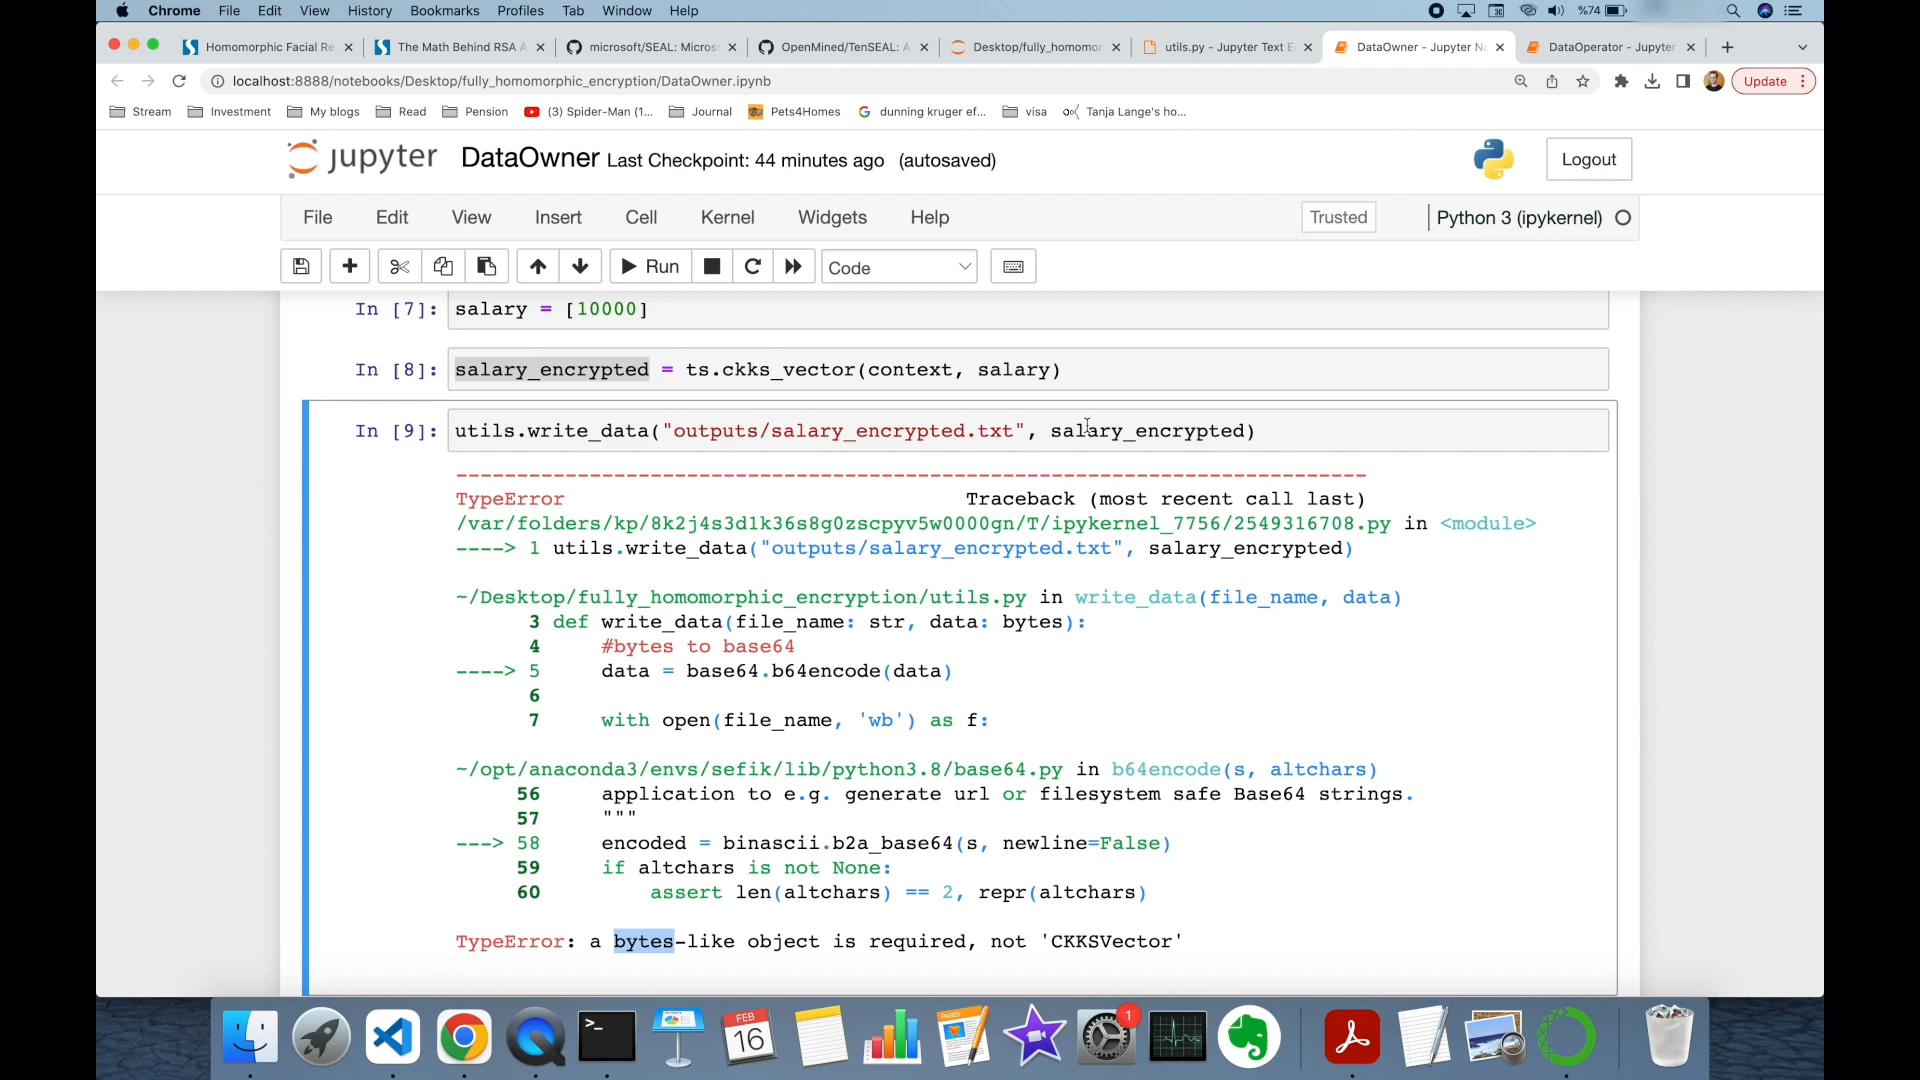 Chrome File Edit View History Bookmarks Profiles Tab Window Help %74
Homomorphic Facial Re The Math Behind RSA A microsoft/SEAL: Micros OpenMined/TenSEAL: A Desktop/fully_homomor utils.py - Jupyter Text E DataOwner - Jupyter N DataOperator - Jupyter
localhost:8888/notebooks/Desktop/fully_homomorphic_encryption/DataOwner.ipynb Update
Stream Investment My blogs Read Pension (3) Spider-Man (1... Journal Pets4Homes dunning kruger ef... visa Tanja Lange's ho...
jupyter DataOwner Last Checkpoint: 44 minutes ago (autosaved) Logout
File Edit View Insert Cell Kernel Widgets Help Trusted Python 3 (ipykernel)
Run Code
In [7]: salary = [10000]
In [8]: salary_encrypted = ts.ckks_vector(context, salary)
In [9]: utils.write_data("outputs/salary_encrypted.txt", salary_encrypted)
---------------------------------------------------------------------------
TypeError Traceback (most recent call last)
/var/folders/kp/8k2j4s3d1k36s8g0zscpyv5w0000gn/T/ipykernel_7756/2549316708.py in <module>
----> 1 utils.write_data("outputs/salary_encrypted.txt", salary_encrypted)
~/Desktop/fully_homomorphic_encryption/utils.py in write_data(file_name, data)
3 def write_data(file_name: str, data: bytes):
4 #bytes to base64
----> 5 data = base64.b64encode(data)
6
7 with open(file_name, 'wb') as f:
~/opt/anaconda3/envs/sefik/lib/python3.8/base64.py in b64encode(s, altchars)
56 application to e.g. generate url or filesystem safe Base64 strings.
57 """
---> 58 encoded = binascii.b2a_base64(s, newline=False)
59 if altchars is not None:
60 assert len(altchars) == 2, repr(altchars)
TypeError: a bytes-like object is required, not 'CKKSVector'
FEB
16
PAGES
1
>_